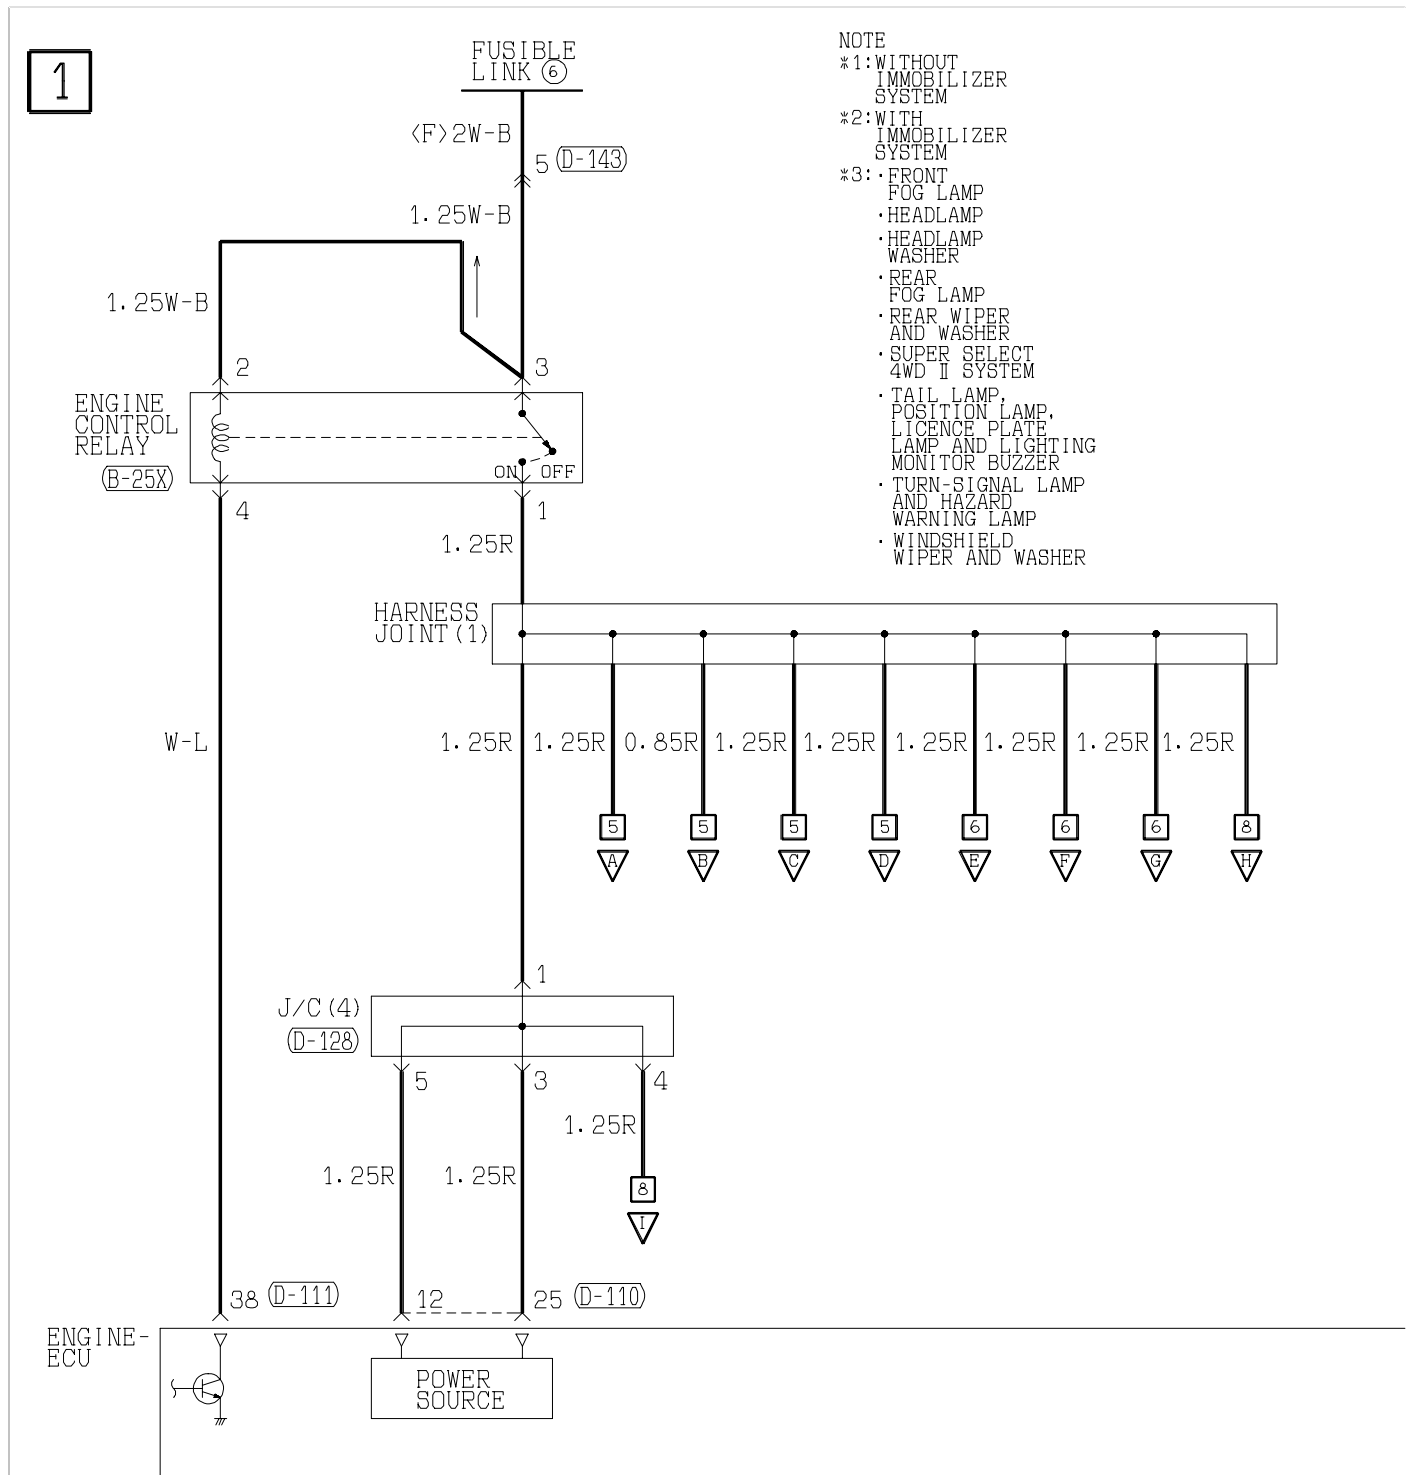 1
FUSIBLE
LINK 6
<F>2W-B
5 (D-143)
1.25W-B
1.25W-B
2
3
ENGINE
CONTROL
RELAY
(B-25X)
ON OFF
4
1
1.25R
NOTE
*1:WITHOUT
IMMOBILIZER
SYSTEM
*2:WITH
IMMOBILIZER
SYSTEM
*3:·FRONT
FOG LAMP
·HEADLAMP
·HEADLAMP
WASHER
·REAR
FOG LAMP
·REAR WIPER
AND WASHER
·SUPER SELECT
4WD Ⅱ SYSTEM
·TAIL LAMP,
POSITION LAMP,
LICENCE PLATE
LAMP AND LIGHTING
MONITOR BUZZER
·TURN-SIGNAL LAMP
AND HAZARD
WARNING LAMP
·WINDSHIELD
WIPER AND WASHER
HARNESS
JOINT(1)
W-L 1.25R 1.25R 0.85R 1.25R 1.25R 1.25R 1.25R 1.25R 1.25R
5 5 5 5 6 6 6 8
A B C D E F G H
1
J/C(4)
(D-128)
5 3 4
1.25R
1.25R 1.25R
8
I
38 (D-111) 12 25 (D-110)
ENGINE-
ECU
POWER
SOURCE